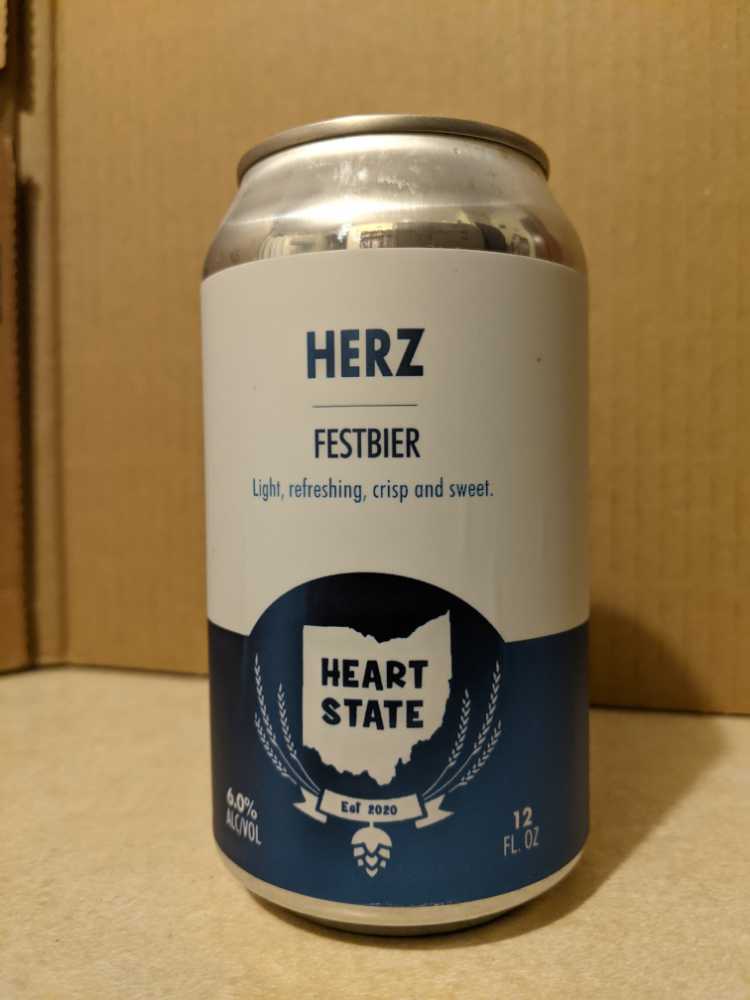 HERZ
FESTBIER
Light, refreshing, crisp and sweet.
HEART
STATE
Est 2020
6.0%
ALC/VOL
12
FL. OZ